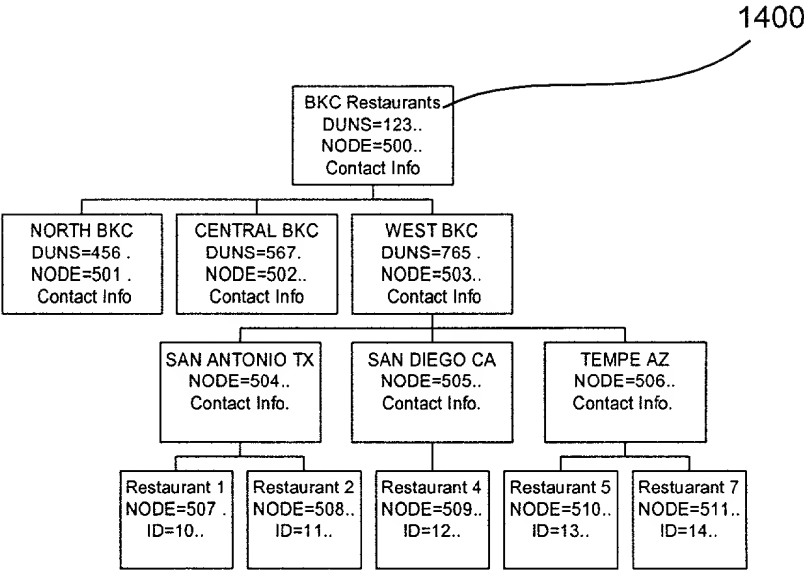 1400
BKC Restaurants
DUNS=123..
NODE=500..
Contact Info
NORTH BKC
DUNS=456 .
NODE=501 .
Contact Info
CENTRAL BKC
DUNS=567.
NODE=502..
Contact Info
WEST BKC
DUNS=765 .
NODE=503..
Contact Info
SAN ANTONIO TX
NODE=504..
Contact Info.
SAN DIEGO CA
NODE=505..
Contact Info.
TEMPE AZ
NODE=506..
Contact Info.
Restaurant 1
NODE=507 .
ID=10..
Restaurant 2
NODE=508..
ID=11..
Restaurant 4
NODE=509..
ID=12..
Restaurant 5
NODE=510..
ID=13..
Restuarant 7
NODE=511..
ID=14..